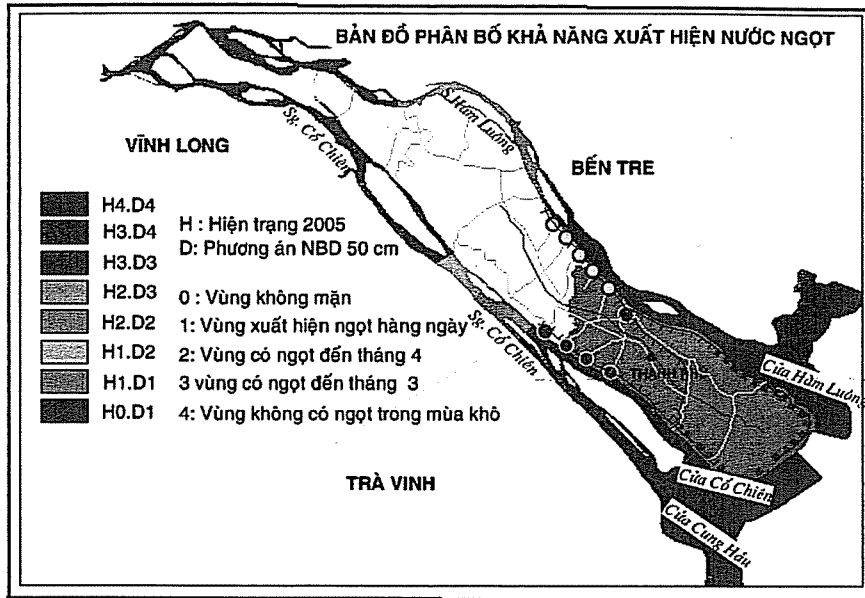 BẢN ĐỒ PHÂN BỐ KHẢ NĂNG XUẤT HIỆN NƯỚC NGỌT
S.Hàm Luông
Sg. Cổ Chiên
VĨNH LONG
BẾN TRE
H4.D4
H3.D4
H3.D3
H2.D3
H2.D2
H1.D2
H1.D1
H0.D1
H : Hiện trạng 2005
D: Phương án NBD 50 cm
0 : Vùng không mặn
1: Vùng xuất hiện ngọt hàng ngày
2: Vùng có ngọt đến tháng 4
3 vùng có ngọt đến tháng 3
4: Vùng không có ngọt trong mùa khô
Sg. Cổ Chiên
Cửa Hàm Luông
TRÀ VINH
Cửa Cổ Chiên
Cửa Cung Hầu